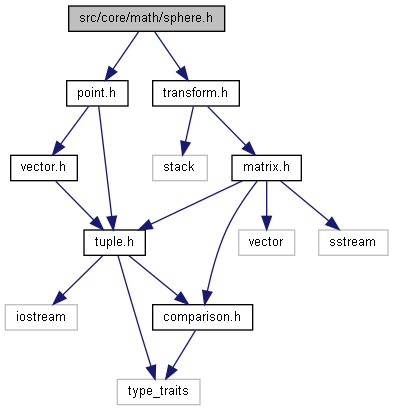 src/core/math/sphere.h
point.h
transform.h
vector.h
stack
matrix.h
tuple.h
vector
sstream
iostream
comparison.h
type_traits